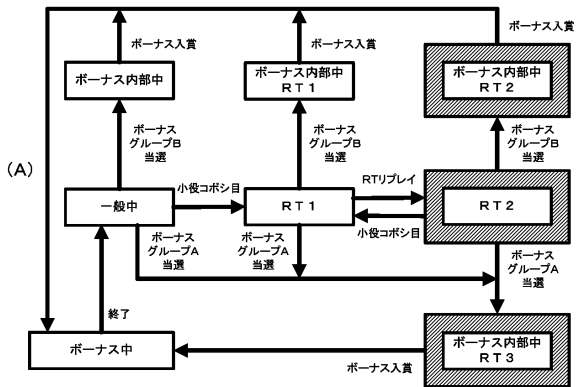 ボーナス入賞
ボーナス入賞
ボーナス入賞
ボーナス内部中
ボーナス内部中
RT1
ボーナス内部中
RT2
ボーナス
グループB
当選
ボーナス
グループB
当選
ボーナス
グループB
当選
(A)
小役コボシ目
RTリプレイ
一般中
RT1
RT2
小役コボシ目
ボーナス
グループA
当選
ボーナス
グループA
当選
ボーナス
グループA
当選
終了
ボーナス中
ボーナス内部中
RT3
ボーナス入賞